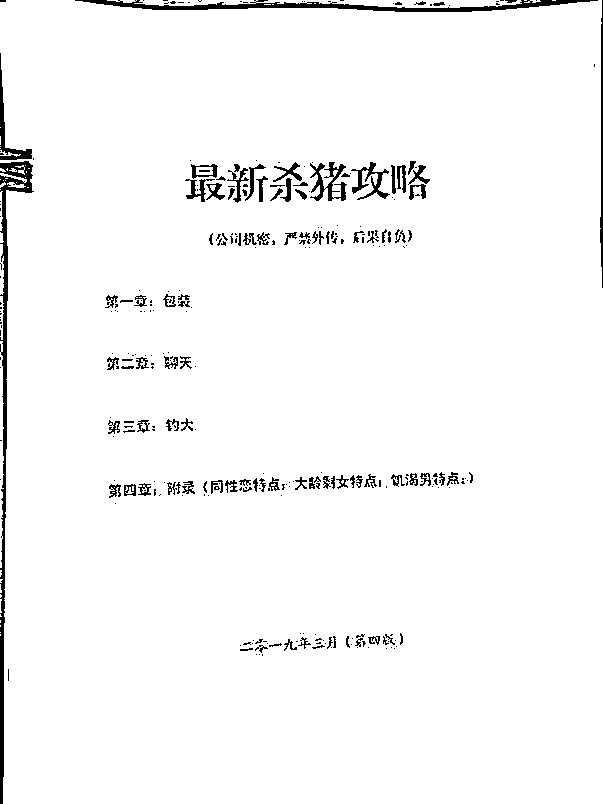 最新杀猪攻略
(公司机密，严禁外传，后果自负)
第一章：包装
第二章：聊天
第三章：钓大
第四章：附录（同性恋特点；大龄剩女特点；饥渴男特点；）
二零一九年三月（第四版）